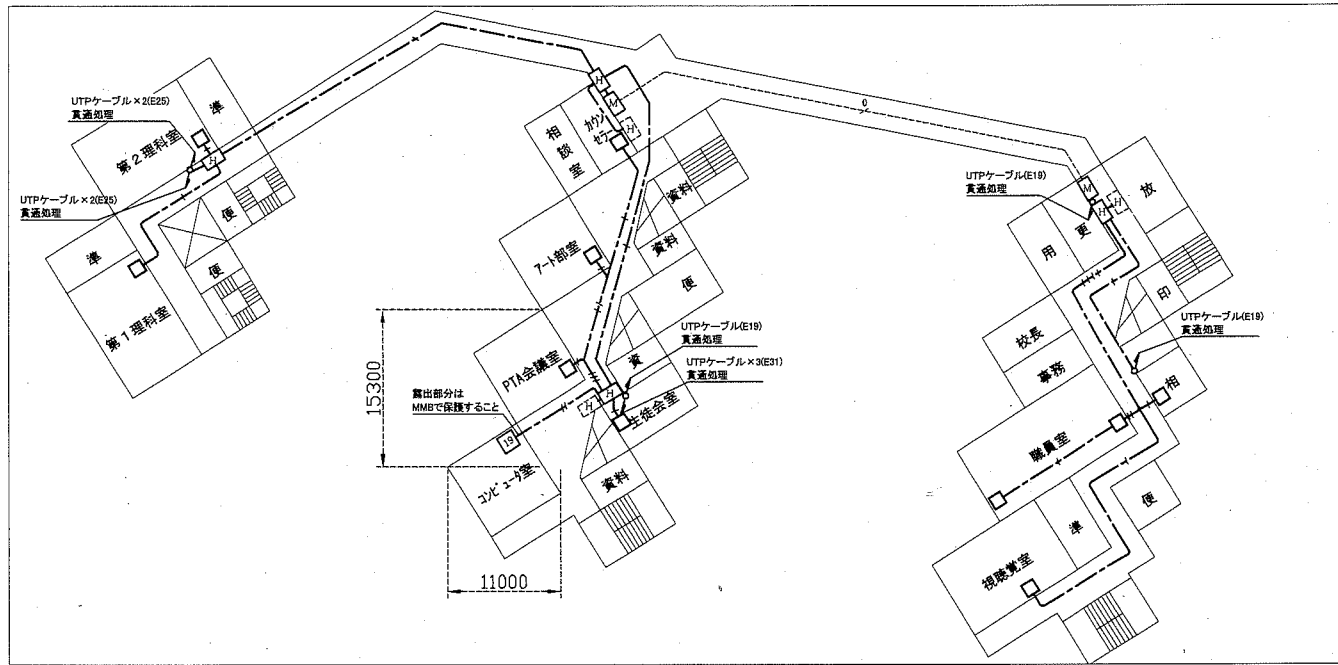 UTPケーブル×2(E25)
貫通処理
準
第2理科室
H
UTPケーブル×2(E25)
貫通処理
便
準
便
第1理科室
H
M
カウン
セラー
H
相談室
資料
資料
アート部室
便
UTPケーブル(E19)
貫通処理
PTA会議室
資
UTPケーブル×3(E31)
貫通処理
15300
露出部分は
MMBで保護すること
H
H
生徒会室
19
コンピュータ室
資料
11000
UTPケーブル(E19)
貫通処理
M
H
H
放
更
用
印
UTPケーブル(E19)
貫通処理
校長
事務
相
職員室
便
準
視聴覚室